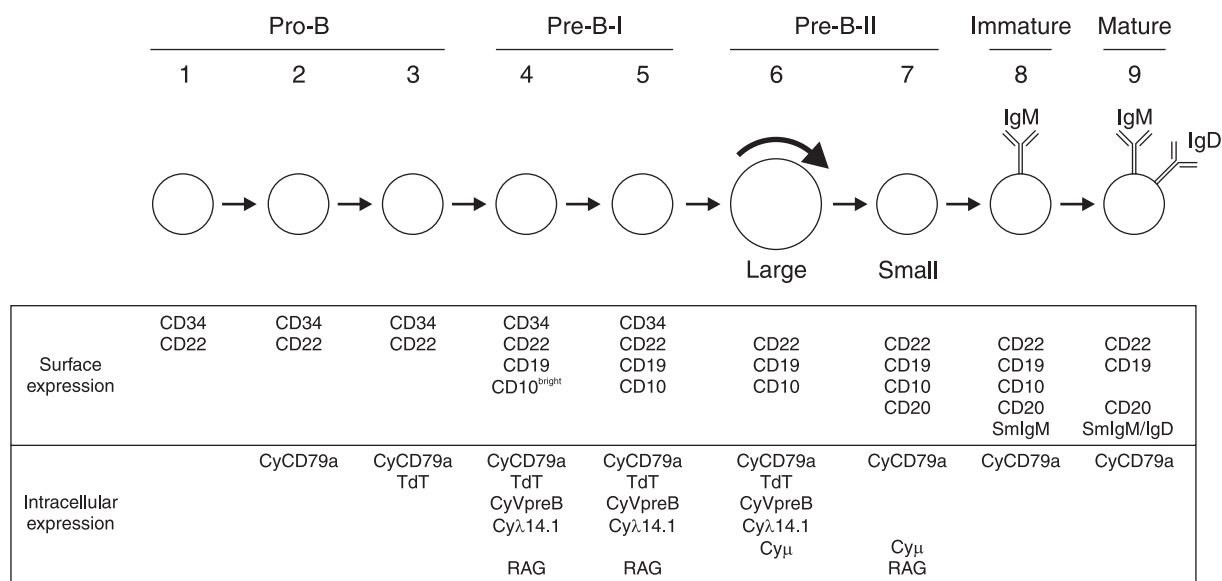 Pro-B Pre-B-I Pre-B-II Immature Mature
1 2 3 4 5 6 7 8 9
IgM IgM
IgD
Large Small
CD34 CD34 CD34 CD34 CD34
CD22 CD22 CD22 CD22 CD22 CD22 CD22 CD22 CD22
Surface expression
CD19 CD19 CD19 CD19 CD19 CD19
CD10bright CD10 CD10 CD10 CD10
CD20 CD20 CD20
SmIgM SmIgM/IgD
CyCD79a CyCD79a CyCD79a CyCD79a CyCD79a CyCD79a CyCD79a CyCD79a
TdT TdT TdT TdT
Intracellular expression
CyVpreB CyVpreB CyVpreB
Cyλ14.1 Cyλ14.1 Cyλ14.1
Cyμ Cyμ
RAG RAG RAG